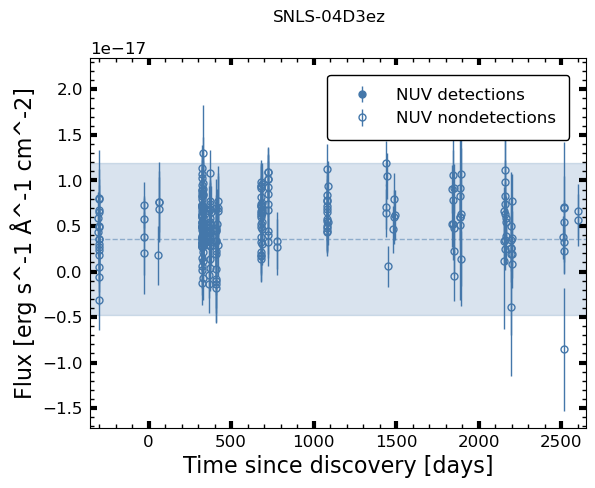 SNLS-04D3ez
1e−17
NUV detections
NUV nondetections
2.0
1.5
1.0
0.5
0.0
−0.5
−1.0
−1.5
Flux [erg s^-1 Å^-1 cm^-2]
0 500 1000 1500 2000 2500
Time since discovery [days]